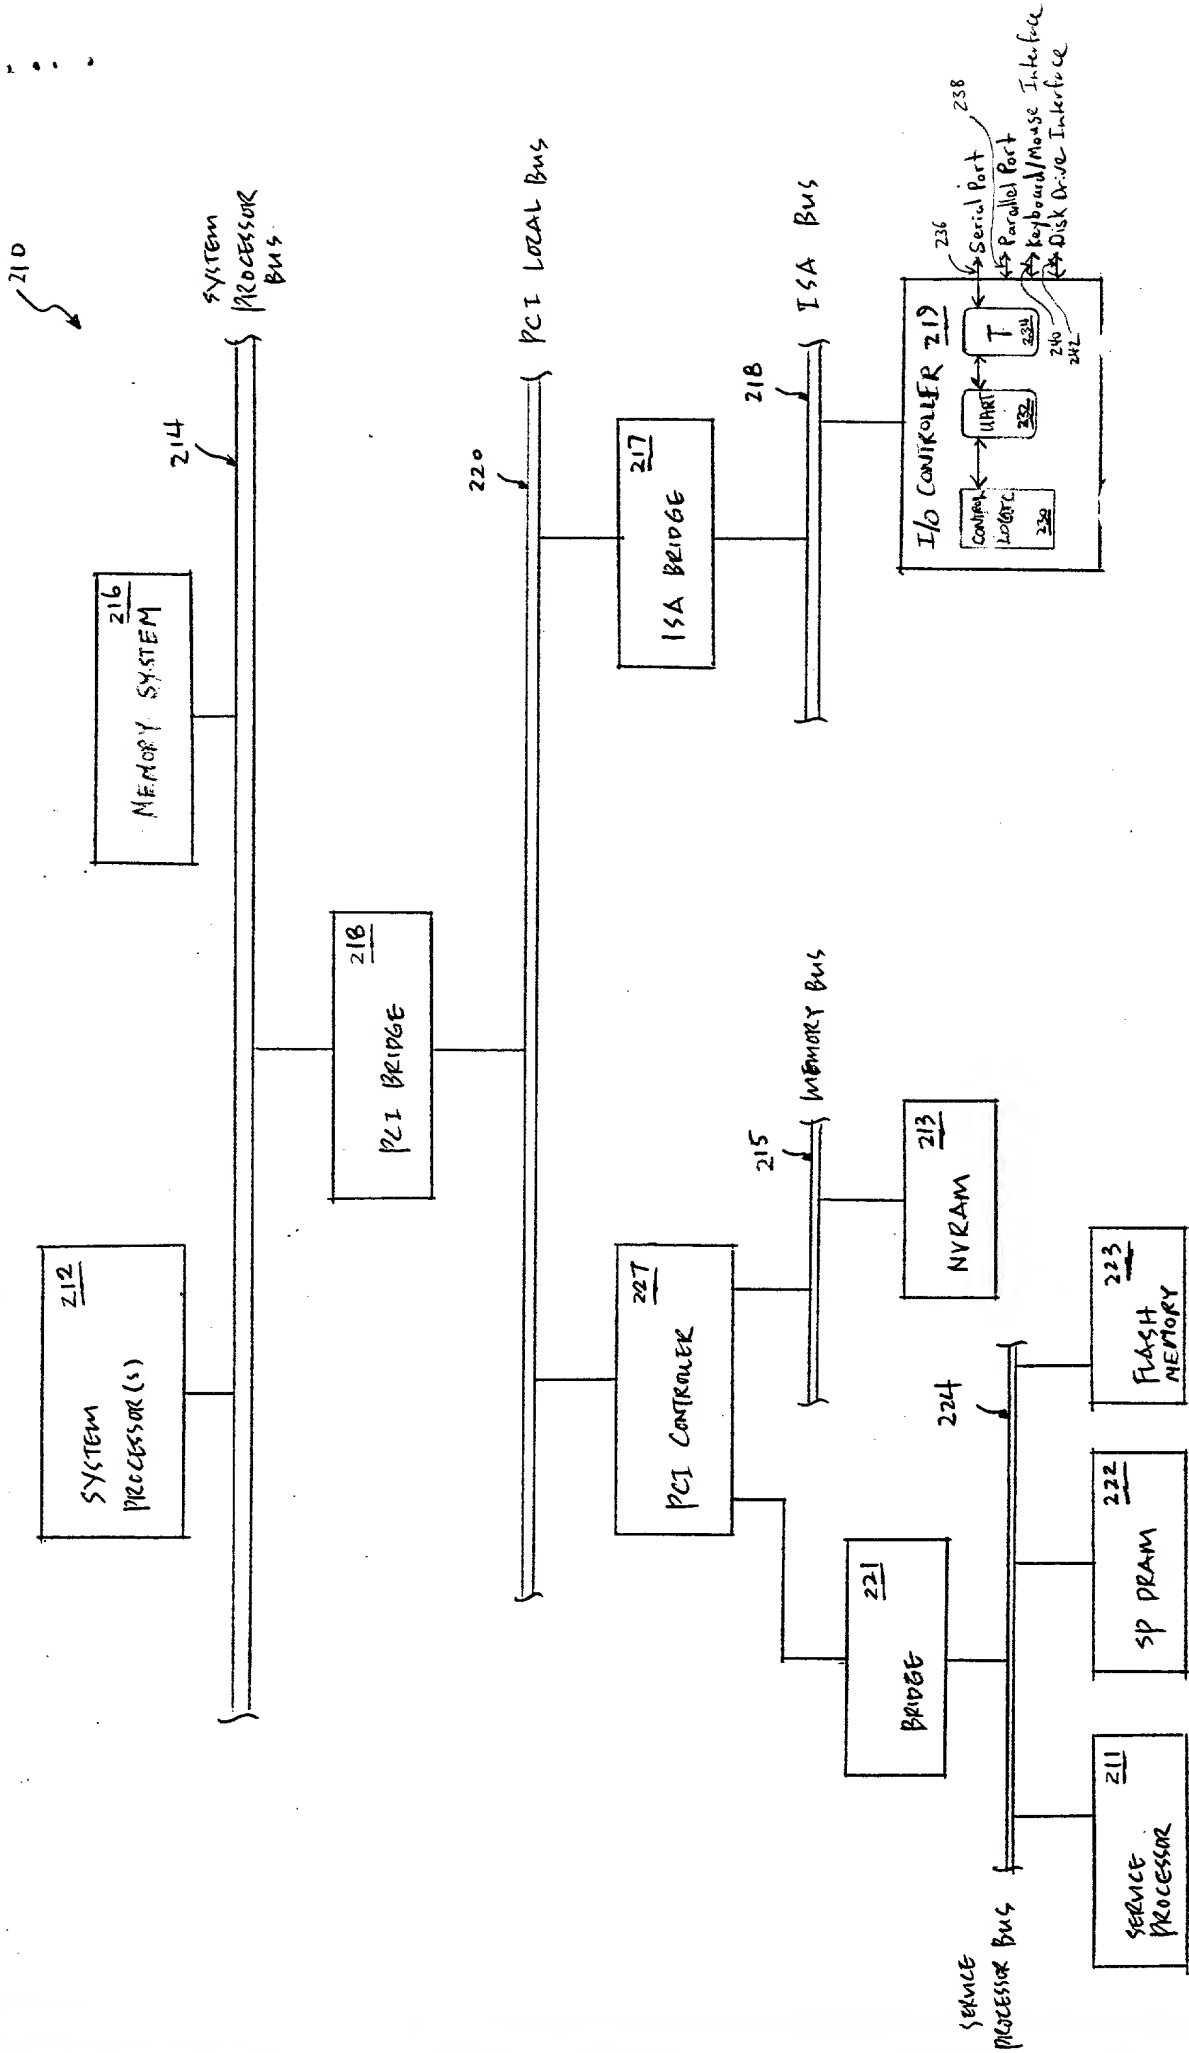 210
SYSTEM
PROCESSOR(S)
212
MEMORY SYSTEM
216
214
SYSTEM
PROCESSOR
BUS
PCI BRIDGE
218
220
PCI LOCAL BUS
PCI CONTROLLER
227
ISA BRIDGE
217
215
MEMORY BUS
218
ISA BUS
BRIDGE
221
NVRAM
213
I/O CONTROLLER 219
CONTROL
LOGIC
230
UART
232
T
234
236
Serial Port
238
Parallel Port
Keyboard/Mouse Interface
Disk Drive Interface
240
242
SERVICE
PROCESSOR BUS
224
SERVICE
PROCESSOR
211
SP DRAM
222
FLASH
MEMORY
223